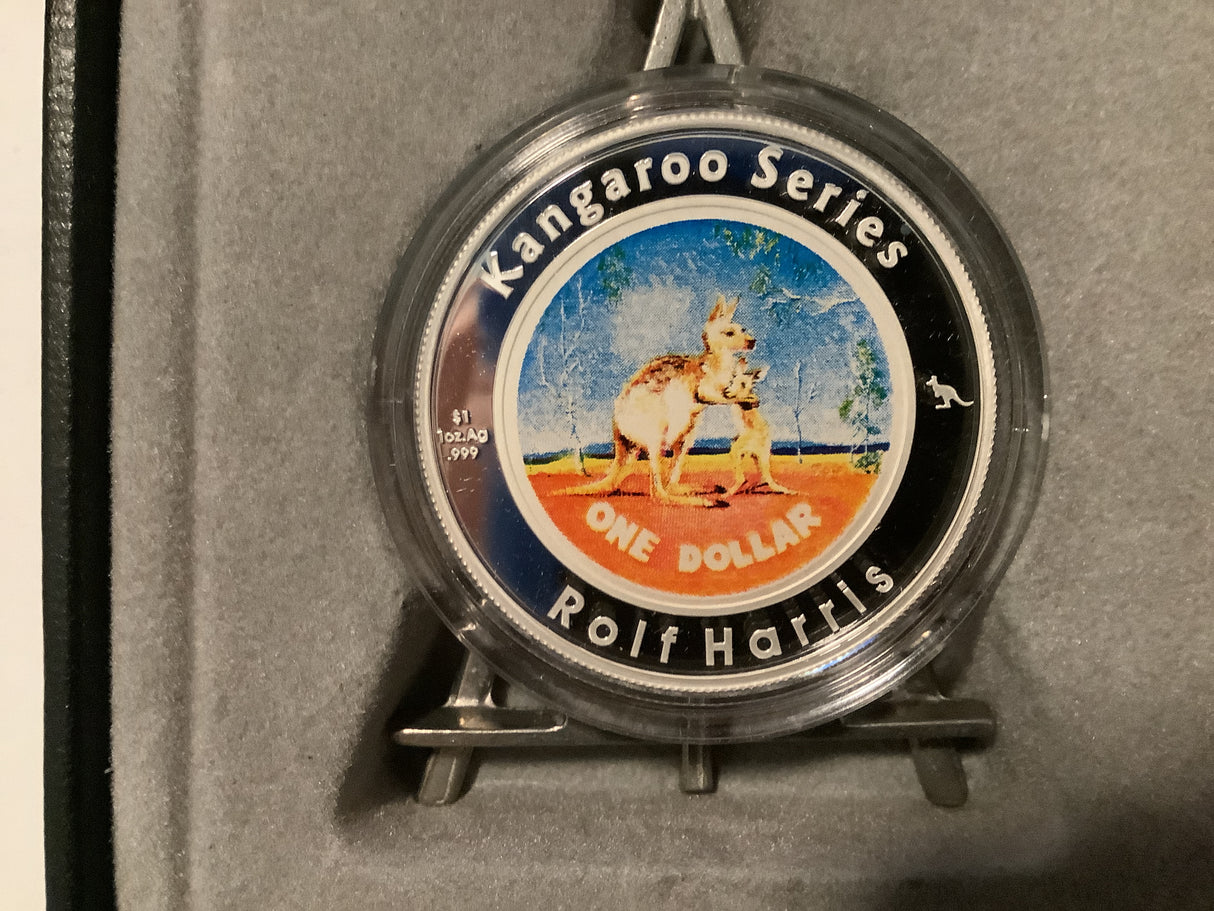 Kangaroo Series
$1
1oz.Ag
.999
ONE DOLLAR
Rolf Harris